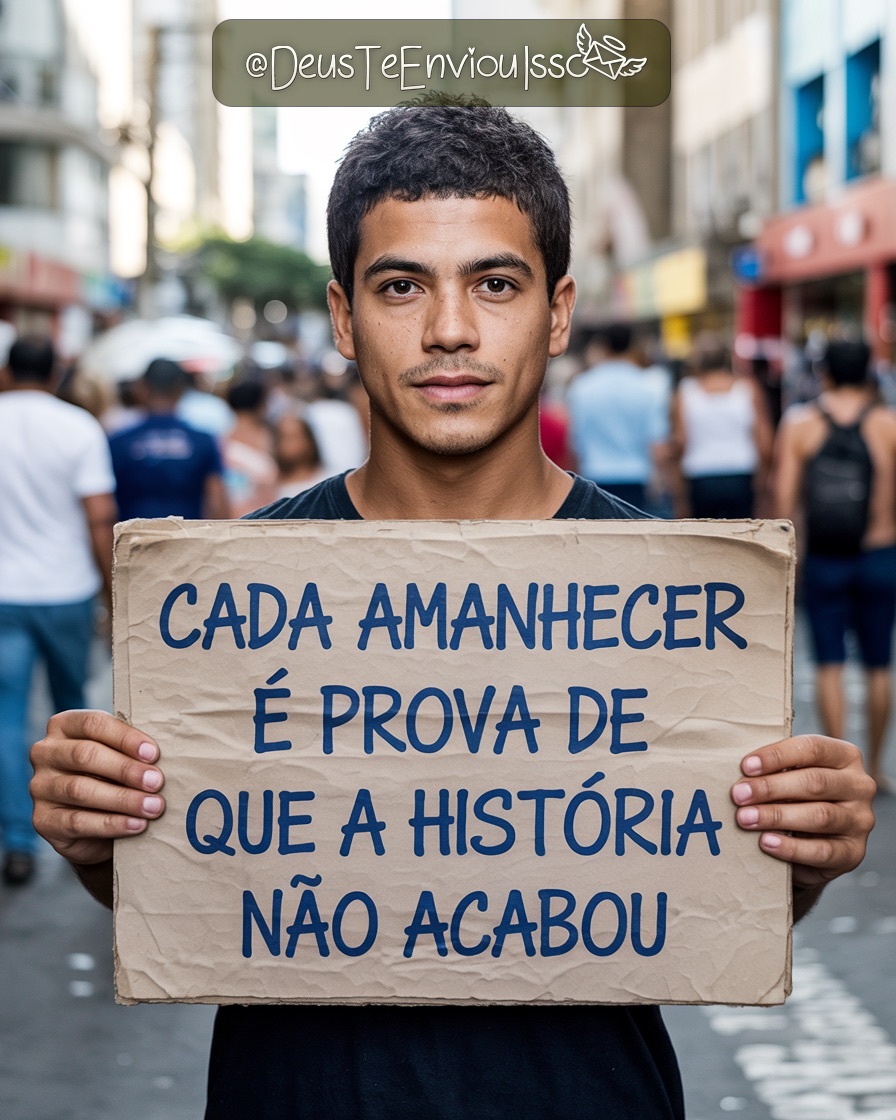 @DeusTeEnviouIsso
CADA AMANHECER
É PROVA DE
QUE A HISTÓRIA
NÃO ACABOU